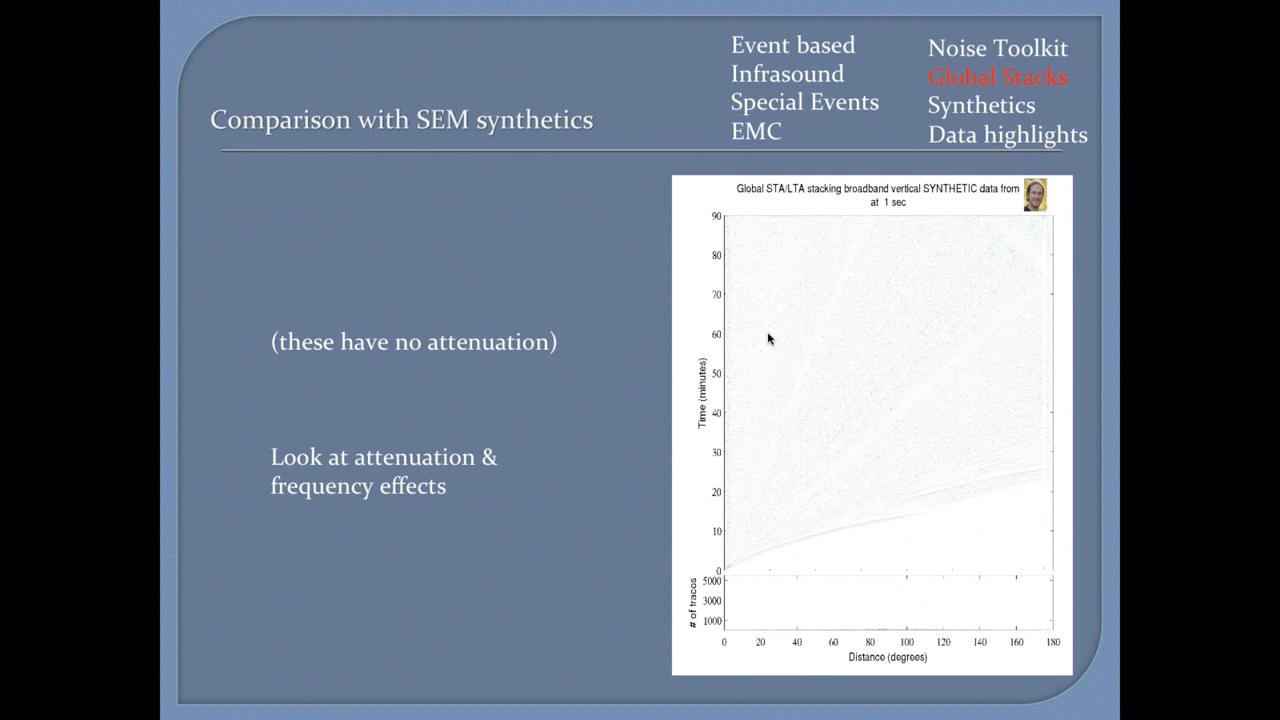 Event based
Infrasound
Special Events
EMC
Noise Toolkit
Global Stacks
Synthetics
Data highlights
Comparison with SEM synthetics
(these have no attenuation)
Look at attenuation &
frequency effects
Global STA/LTA stacking broadband vertical SYNTHETIC data from
at 1 sec
90
80
70
60
50
40
30
20
10
0
Time (minutes)
5000
3000
1000
# of traces
0 20 40 60 80 100 120 140 160 180
Distance (degrees)